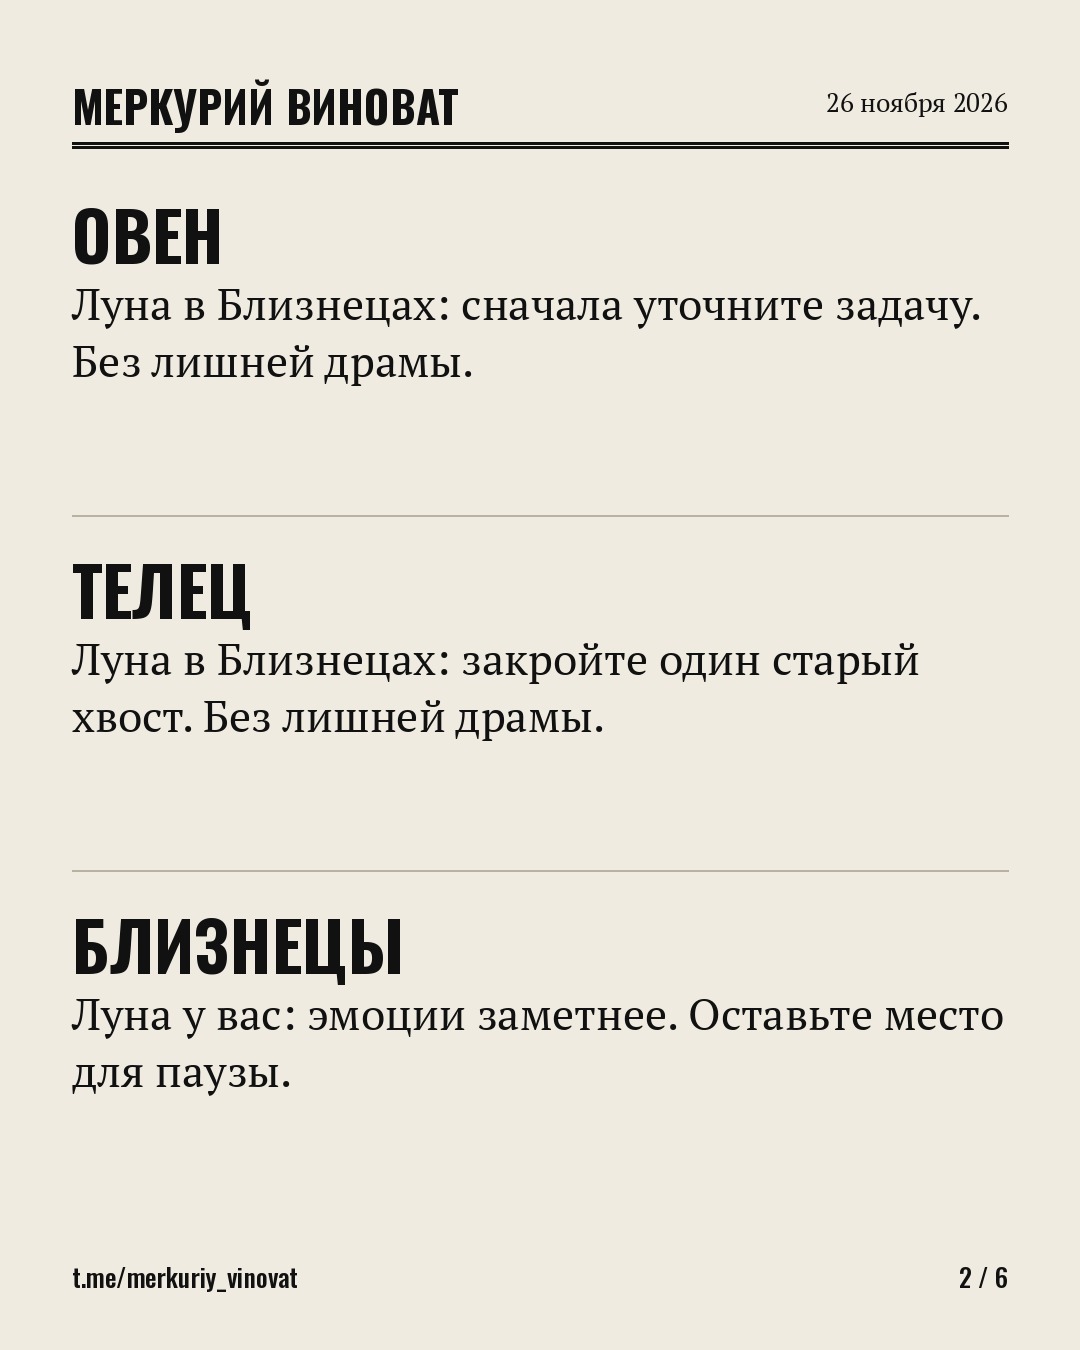 МЕРКУРИЙ ВИНОВАТ
26 ноября 2026
ОВЕН
Луна в Близнецах: сначала уточните задачу.
Без лишней драмы.
ТЕЛЕЦ
Луна в Близнецах: закройте один старый
хвост. Без лишней драмы.
БЛИЗНЕЦЫ
Луна у вас: эмоции заметнее. Оставьте место
для паузы.
t.me/merkuriy_vinovat
2 / 6